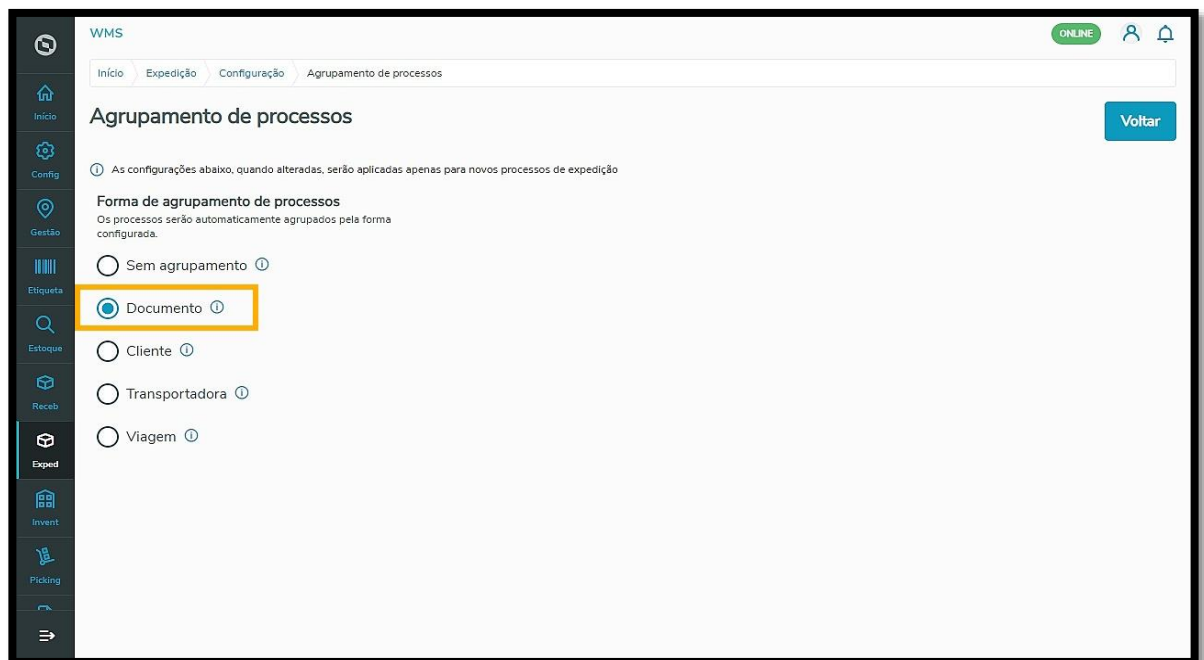 WMS
ONLINE
Início
Expedição
Configuração
Agrupamento de processos
Agrupamento de processos
Voltar
As configurações abaixo, quando alteradas, serão aplicadas apenas para novos processos de expedição
Forma de agrupamento de processos
Os processos serão automaticamente agrupados pela forma
configurada.
Sem agrupamento
Documento
Cliente
Transportadora
Viagem
Início
Config
Gestão
Etiqueta
Estoque
Receb
Exped
Invent
Picking